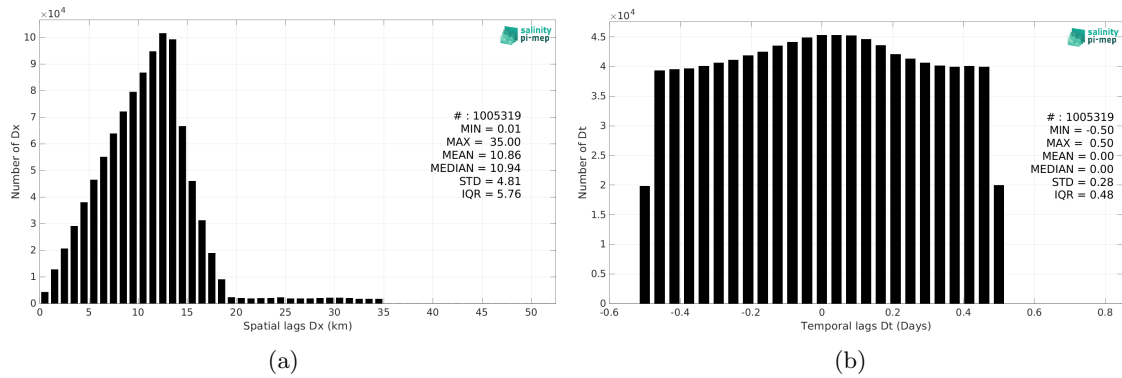 ×10⁴
10
9
8
7
6
5
4
3
2
1
0
Number of Dx
0 5 10 15 20 25 30 35 40 45 50
Spatial lags Dx (km)
salinity
pi-mep
# : 1005319
MIN = 0.01
MAX = 35.00
MEAN = 10.86
MEDIAN = 10.94
STD = 4.81
IQR = 5.76
(a)
×10⁴
4.5
4
3.5
3
2.5
2
1.5
1
0.5
0
Number of Dt
-0.6 -0.4 -0.2 0 0.2 0.4 0.6 0.8
Temporal lags Dt (Days)
salinity
pi-mep
# : 1005319
MIN = -0.50
MAX = 0.50
MEAN = 0.00
MEDIAN = 0.00
STD = 0.28
IQR = 0.48
(b)